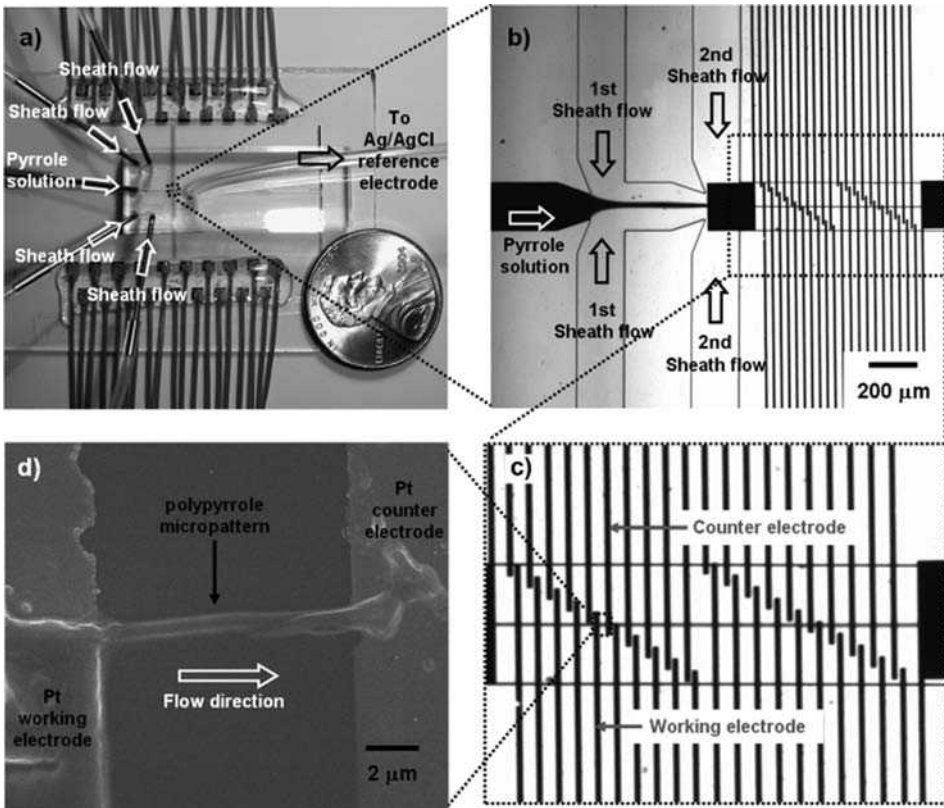 a)
Sheath flow
Sheatb flow
Pyrrole
solution
Sheath flow
Sheath flow
To
Ag/AgCl
reference
electrode
b)
1st
Sheath flow
2nd
Sheath flow
Pyrrole
solution
1st
Sheath flow
2nd
Sheath flow
200 μm
d)
polypyrrole
micropattern
Pt
counter
electrode
Flow direction
Pt
working
electrode
2 μm
c)
Counter electrode
Working electrode